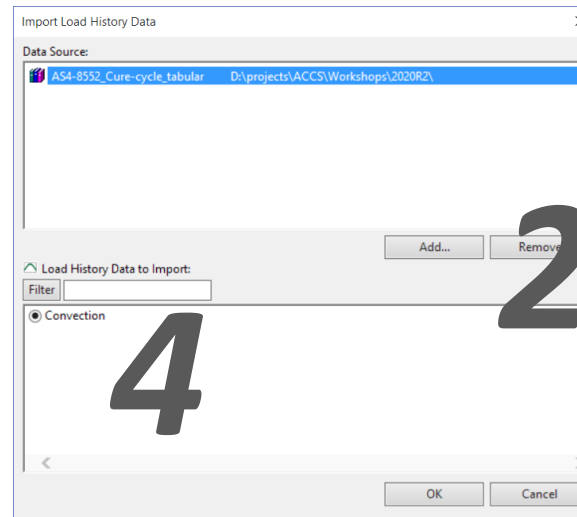 Import Load History Data
Data Source:
AS4-8552_Cure-cycle_tabular D:\projects\ACCS\Workshops\2020R2\
Add... Remove
2
Load History Data to Import:
Filter
Convection
4
OK Cancel